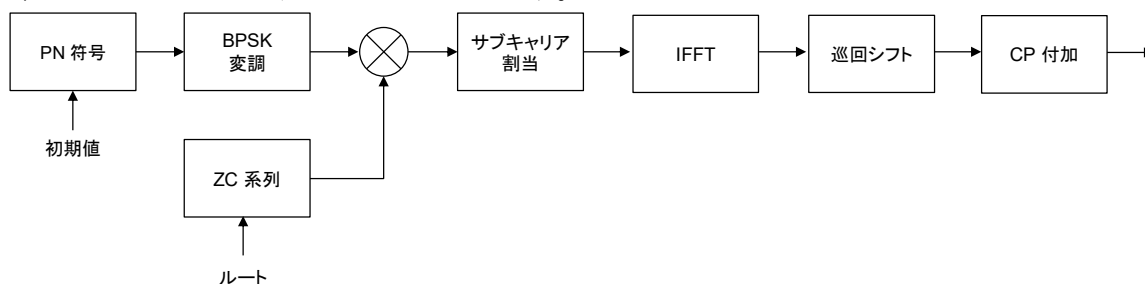 PN 符号
BPSK
変調
サブキャリア
割当
IFFT
巡回シフト
CP 付加
初期値
ZC 系列
ルート